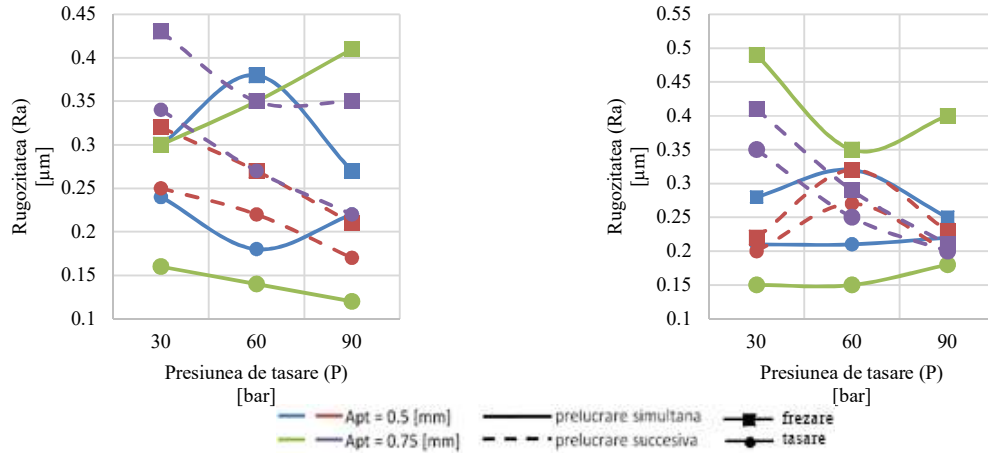 0.45
0.4
0.35
0.3
0.25
0.2
0.15
0.1
Rugozitatea (Ra)
[µm]
30 60 90
Presiunea de tasare (P)
[bar]
0.55
0.5
0.45
0.4
0.35
0.3
0.25
0.2
0.15
0.1
Rugozitatea (Ra)
[µm]
30 60 90
Presiunea de tasare (P)
[bar]
Apt = 0.5 [mm] prelucrare simultana frezare
Apt = 0.75 [mm] prelucrare succesiva tasare